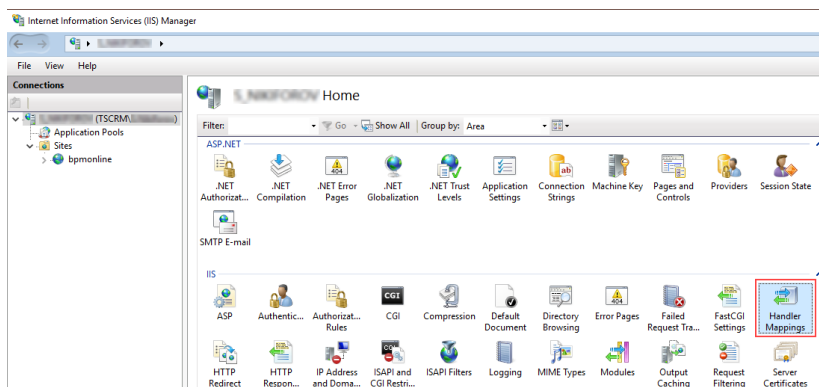 Internet Information Services (IIS) Manager
File View Help
Connections
(TSCRM\
Application Pools
Sites
bpmonline
Home
Filter: Go Show All Group by: Area
ASP.NET
.NET Authorizat...
.NET Compilation
.NET Error Pages
.NET Globalization
.NET Trust Levels
Application Settings
Connection Strings
Machine Key
Pages and Controls
Providers
Session State
SMTP E-mail
IIS
ASP
Authentic...
Authorizat... Rules
CGI
Compression
Default Document
Directory Browsing
Error Pages
Failed Request Tra...
FastCGI Settings
Handler Mappings
HTTP Redirect
HTTP Respon...
IP Address and Doma...
ISAPI and CGI Restri...
ISAPI Filters
Logging
MIME Types
Modules
Output Caching
Request Filtering
Server Certificates